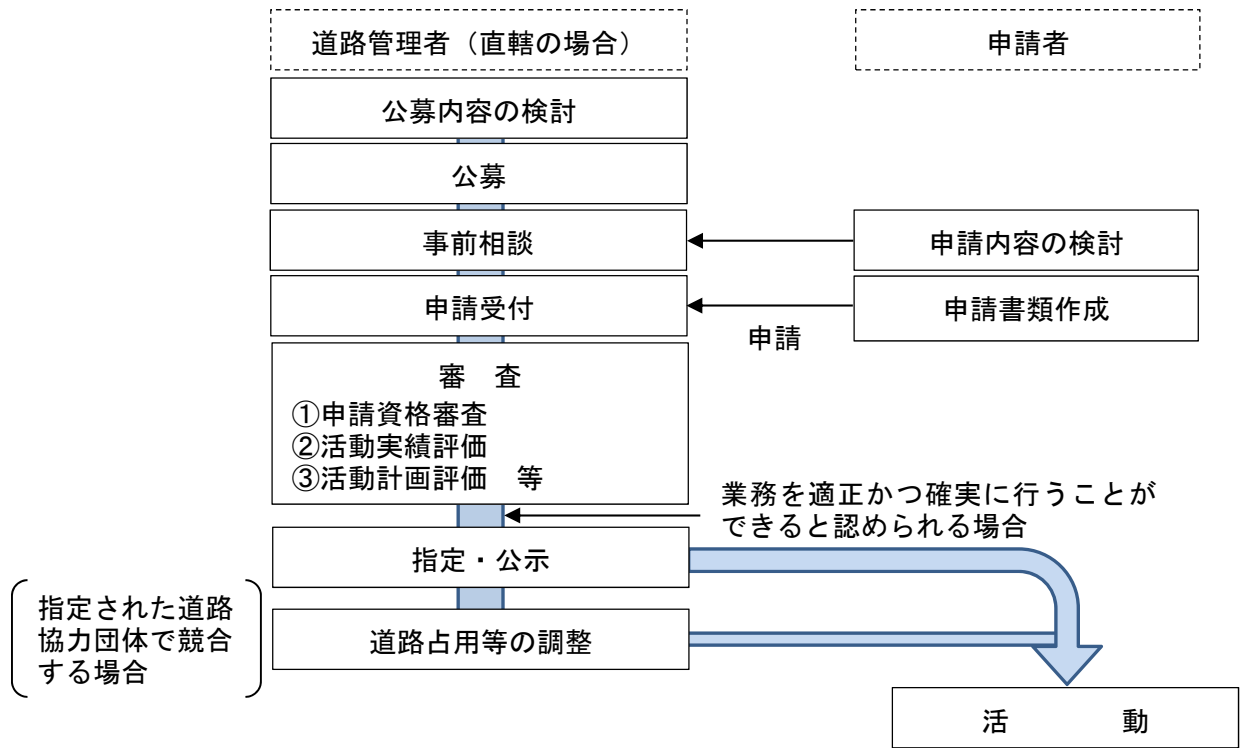 道路管理者（直轄の場合）
申請者
公募内容の検討
公募
事前相談
申請内容の検討
申請受付
申請書類作成
申請
審　査
①申請資格審査
②活動実績評価
③活動計画評価　等
業務を適正かつ確実に行うことが
できると認められる場合
指定・公示
指定された道路
協力団体で競合
する場合
道路占用等の調整
活　　動